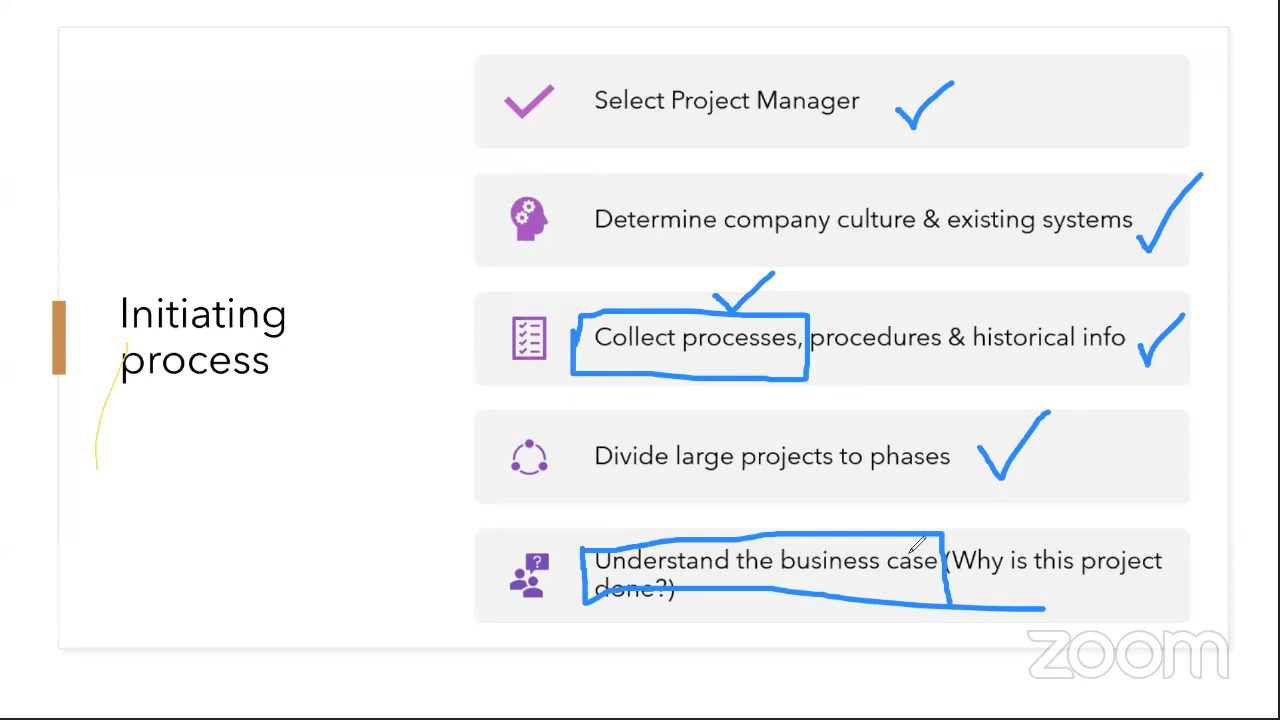 Initiating
process
Select Project Manager
Determine company culture & existing systems
Collect processes, procedures & historical info
Divide large projects to phases
Understand the business case (Why is this project
done?)
zoom